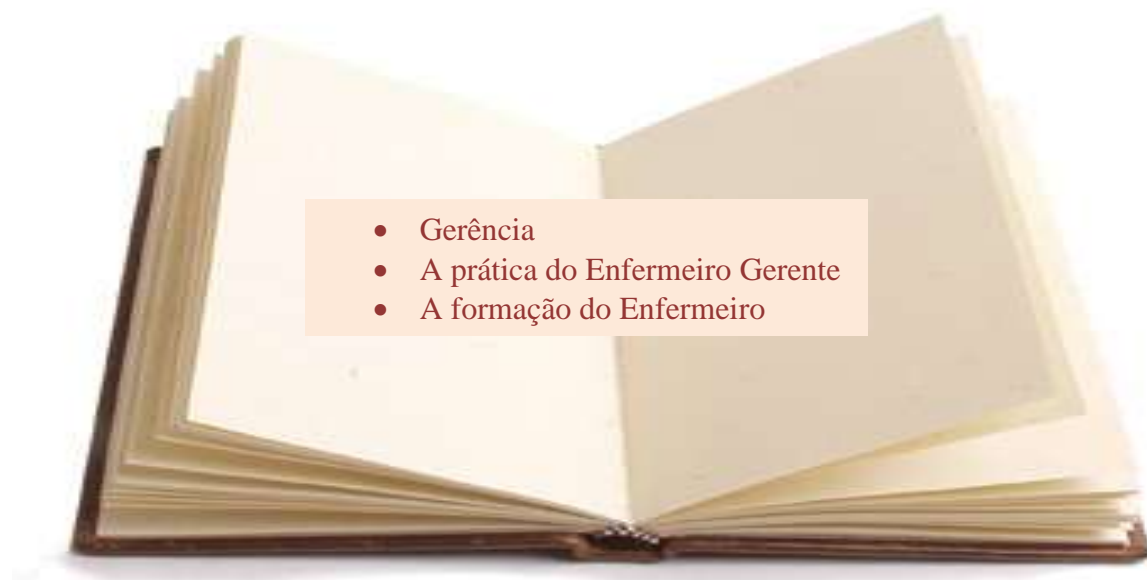 • Gerência
• A prática do Enfermeiro Gerente
• A formação do Enfermeiro